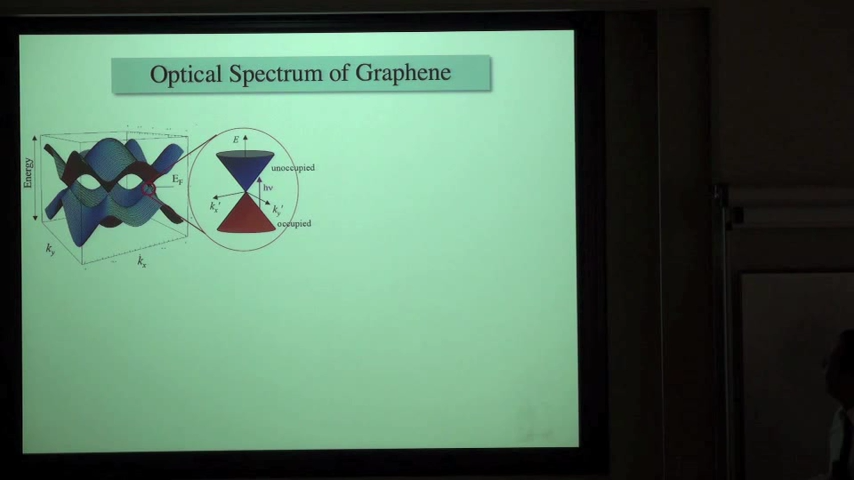 Optical Spectrum of Graphene
Energy
E_F
k_y
k_x
E
unoccupied
hν
k_x'
k_y'
occupied